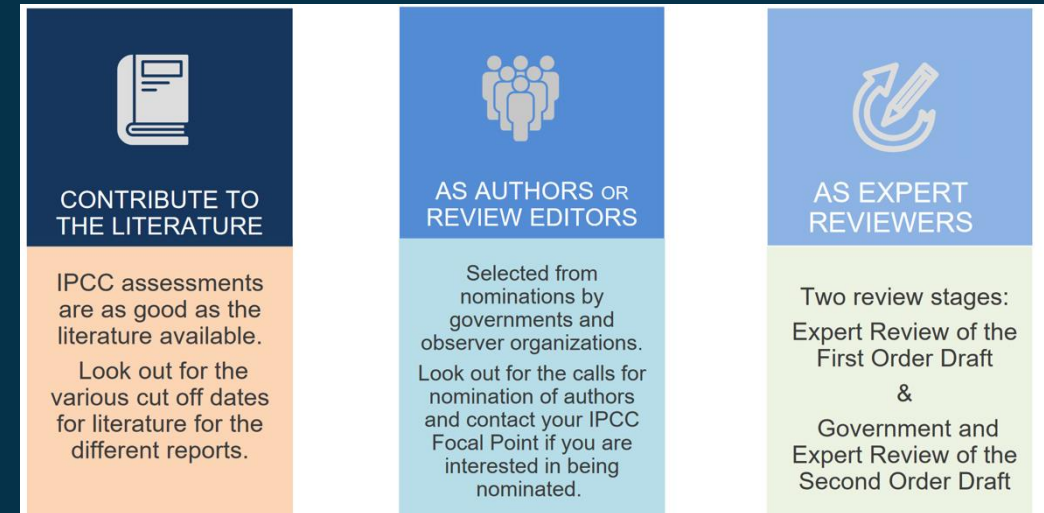 CONTRIBUTE TO
THE LITERATURE
IPCC assessments
are as good as the
literature available.
Look out for the
various cut off dates
for literature for the
different reports.
AS AUTHORS OR
REVIEW EDITORS
Selected from
nominations by
governments and
observer organizations.
Look out for the calls for
nomination of authors
and contact your IPCC
Focal Point if you are
interested in being
nominated.
AS EXPERT
REVIEWERS
Two review stages:
Expert Review of the
First Order Draft
&
Government and
Expert Review of the
Second Order Draft